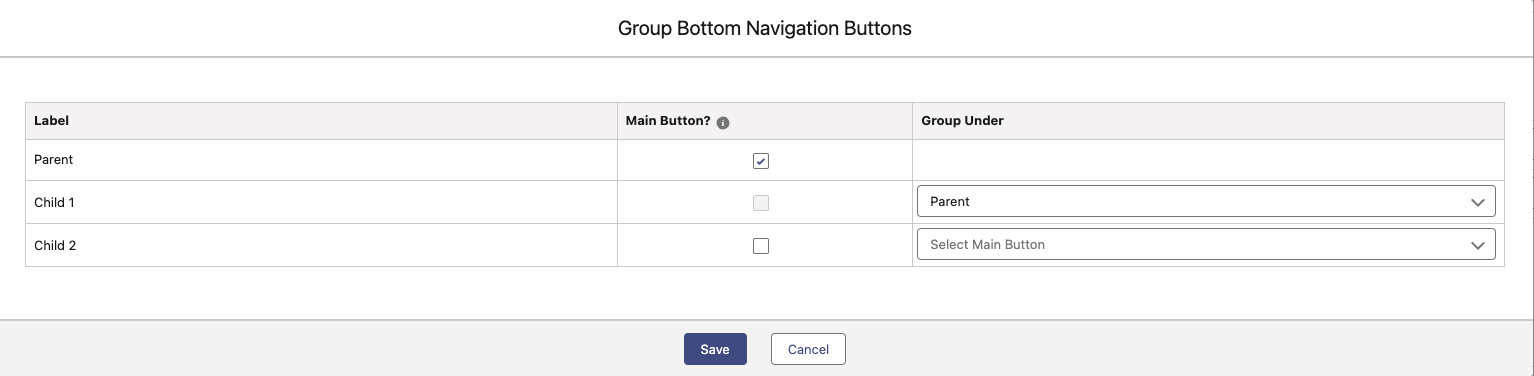 Group Bottom Navigation Buttons
Label Main Button? Group Under
Parent
Child 1 Parent
Child 2 Select Main Button
Save Cancel